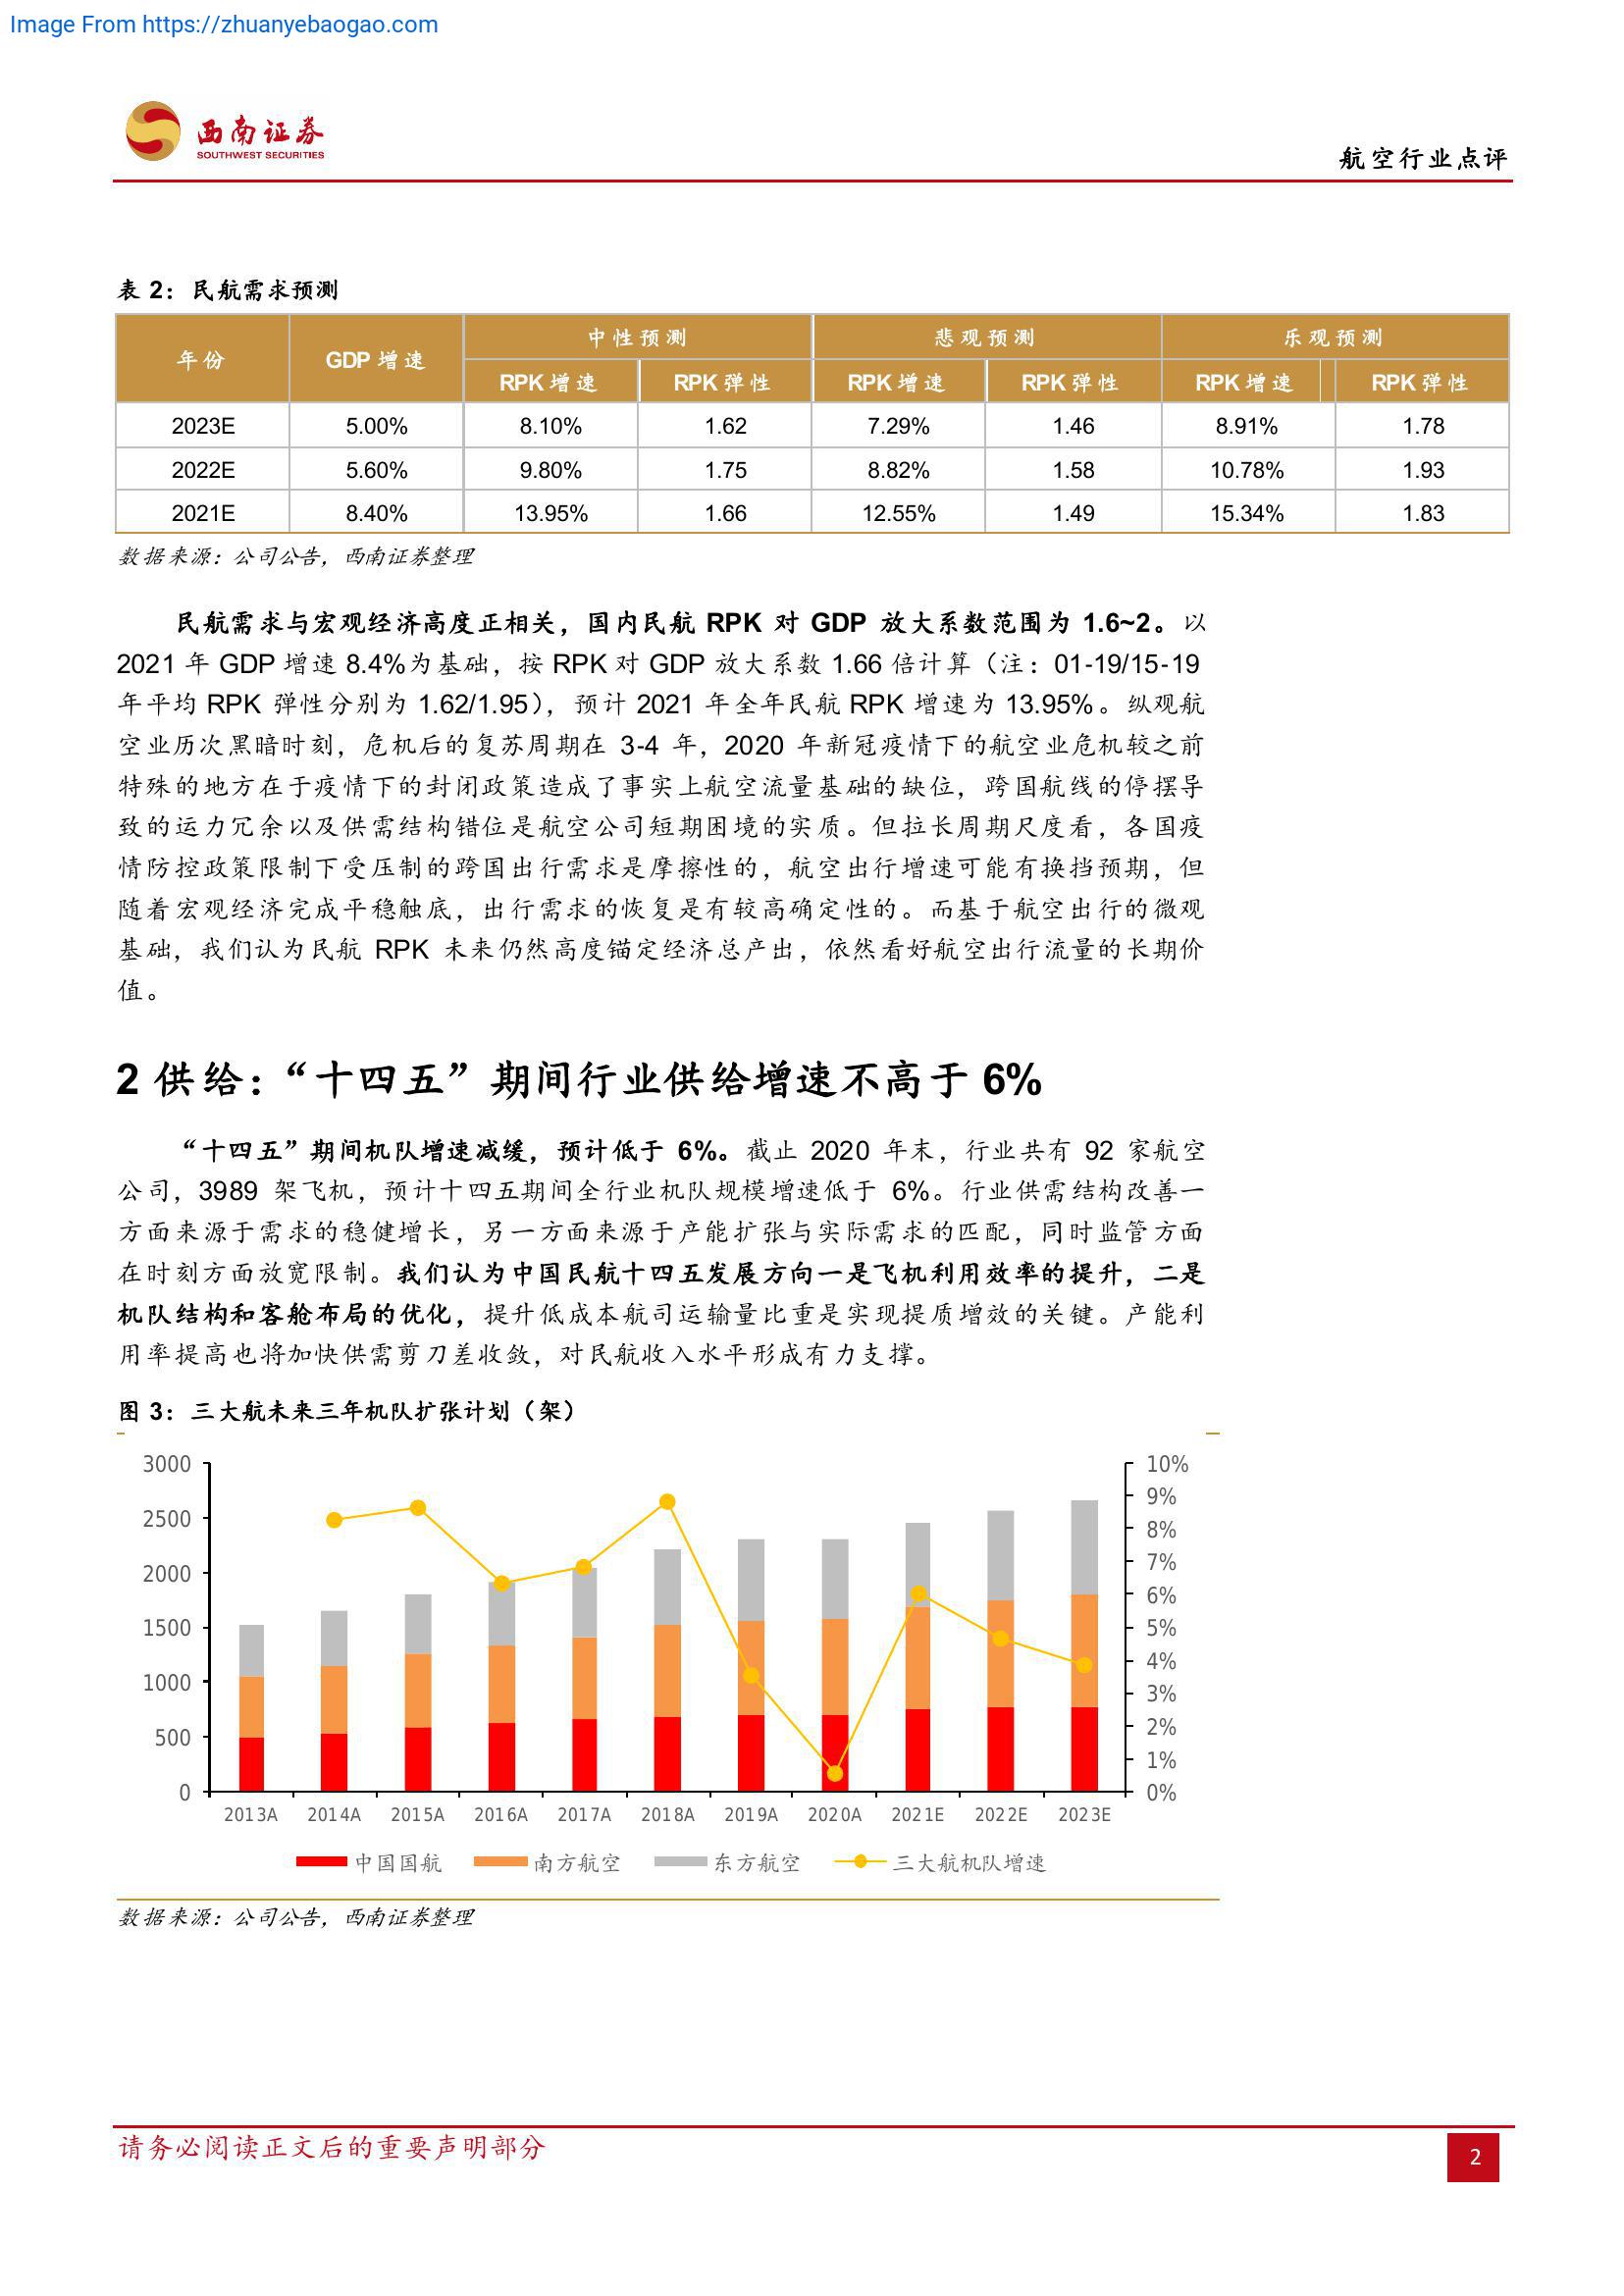 Image From https://zhuanyebaogao.com
西南证券
SOUTHWEST SECURITIES
航空行业点评
表 2：民航需求预测
年份 GDP 增速 中性预测 悲观预测 乐观预测
RPK 增速 RPK 弹性 RPK 增速 RPK 弹性 RPK 增速 RPK 弹性
2023E 5.00% 8.10% 1.62 7.29% 1.46 8.91% 1.78
2022E 5.60% 9.80% 1.75 8.82% 1.58 10.78% 1.93
2021E 8.40% 13.95% 1.66 12.55% 1.49 15.34% 1.83
数据来源：公司公告，西南证券整理
民航需求与宏观经济高度正相关，国内民航 RPK 对 GDP 放大系数范围为 1.6~2。以
2021 年 GDP 增速 8.4%为基础，按 RPK 对 GDP 放大系数 1.66 倍计算（注：01-19/15-19
年平均 RPK 弹性分别为 1.62/1.95），预计 2021 年全年民航 RPK 增速为 13.95%。纵观航
空业历次黑暗时刻，危机后的复苏周期在 3-4 年，2020 年新冠疫情下的航空业危机较之前
特殊的地方在于疫情下的封闭政策造成了事实上航空流量基础的缺位，跨国航线的停摆导
致的运力冗余以及供需结构错位是航空公司短期困境的实质。但拉长周期尺度看，各国疫
情防控政策限制下受压制的跨国出行需求是摩擦性的，航空出行增速可能有换挡预期，但
随着宏观经济完成平稳触底，出行需求的恢复是有较高确定性的。而基于航空出行的微观
基础，我们认为民航 RPK 未来仍然高度锚定经济总产出，依然看好航空出行流量的长期价
值。
2 供给：“十四五”期间行业供给增速不高于 6%
“十四五”期间机队增速减缓，预计低于 6%。截止 2020 年末，行业共有 92 家航空
公司，3989 架飞机，预计十四五期间全行业机队规模增速低于 6%。行业供需结构改善一
方面来源于需求的稳健增长，另一方面来源于产能扩张与实际需求的匹配，同时监管方面
在时刻方面放宽限制。我们认为中国民航十四五发展方向一是飞机利用效率的提升，二是
机队结构和客舱布局的优化，提升低成本航司运输量比重是实现提质增效的关键。产能利
用率提高也将加快供需剪刀差收敛，对民航收入水平形成有力支撑。
图 3：三大航未来三年机队扩张计划（架）
3000 10%
9%
2500 8%
7%
2000 6%
1500 5%
4%
1000 3%
2%
500 1%
0 0%
2013A 2014A 2015A 2016A 2017A 2018A 2019A 2020A 2021E 2022E 2023E
中国国航 南方航空 东方航空 三大航机队增速
数据来源：公司公告，西南证券整理
请务必阅读正文后的重要声明部分
2